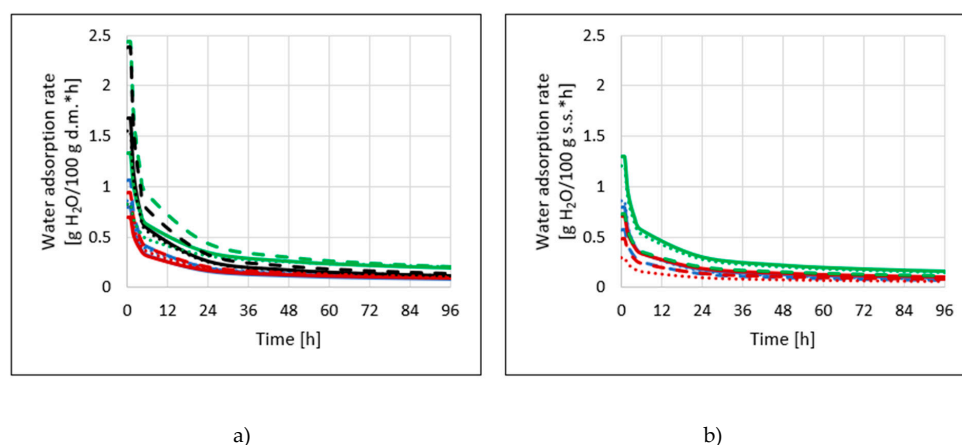 Water adsorption rate
[g H₂O/100 g d.m.*h]
2.5
2
1.5
1
0.5
0
0 12 24 36 48 60 72 84 96
Time [h]
a)
Water adsorption rate
[g H₂O/100 g s.s.*h]
2.5
2
1.5
1
0.5
0
0 12 24 36 48 60 72 84 96
Time [h]
b)